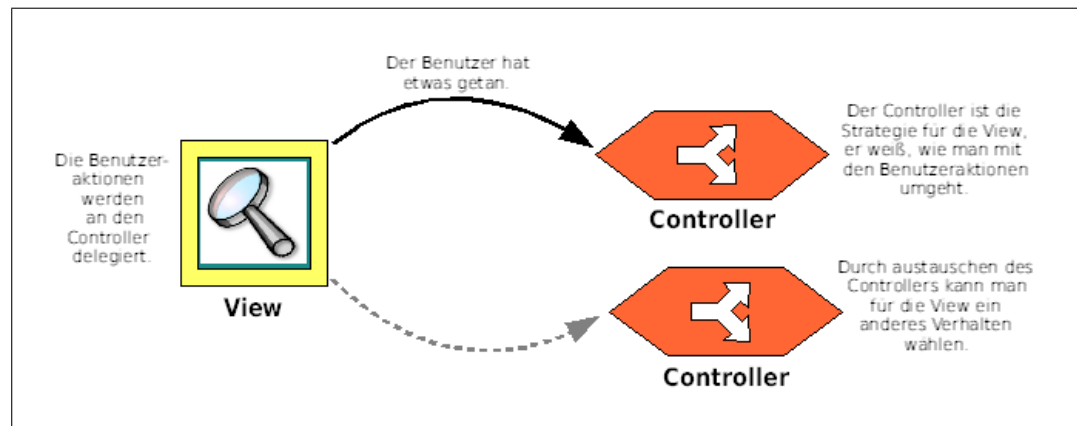 Der Benutzer hat
etwas getan.
Die Benutzer-
aktionen
werden
an den
Controller
delegiert.
View
Der Controller ist die
Strategie für die View,
er weiß, wie man mit
den Benutzeraktionen
umgeht.
Controller
Durch austauschen des
Controllers kann man
für die View ein
anderes Verhalten
wählen.
Controller